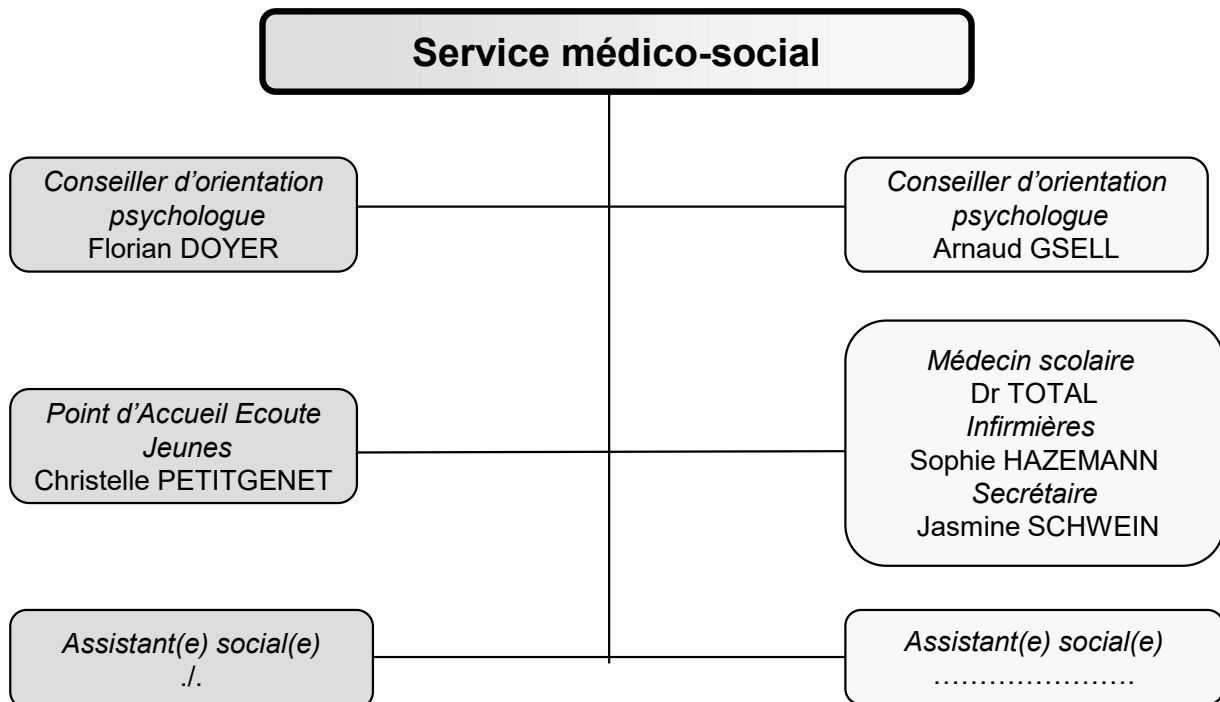 Service médico-social
Conseiller d’orientation
psychologue
Florian DOYER
Conseiller d’orientation
psychologue
Arnaud GSELL
Point d’Accueil Ecoute
Jeunes
Christelle PETITGENET
Médecin scolaire
Dr TOTAL
Infirmières
Sophie HAZEMANN
Secrétaire
Jasmine SCHWEIN
Assistant(e) social(e)
./.
Assistant(e) social(e)
………………….